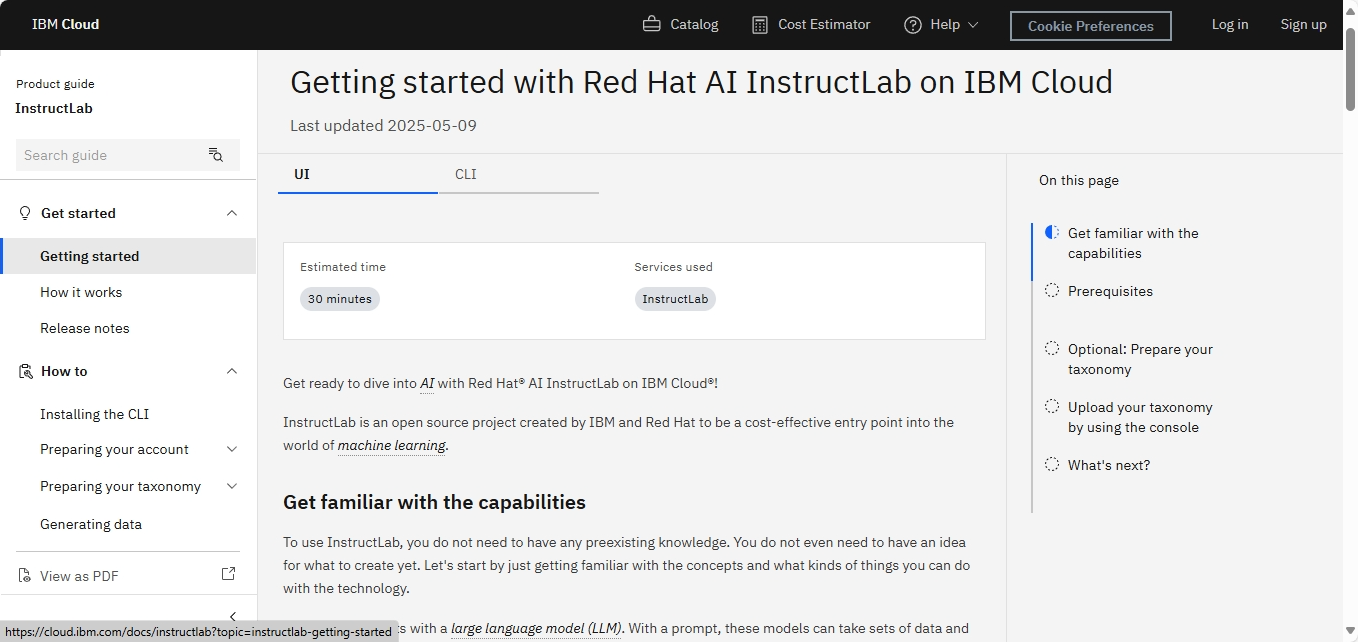 IBM Cloud
Catalog
Cost Estimator
Help
Cookie Preferences
Log in
Sign up
Product guide
InstructLab
Search guide
Get started
Getting started
How it works
Release notes
How to
Installing the CLI
Preparing your account
Preparing your taxonomy
Generating data
View as PDF
https://cloud.ibm.com/docs/instructlab?topic=instructlab-getting-started
Getting started with Red Hat AI InstructLab on IBM Cloud
Last updated 2025-05-09
UI
CLI
Estimated time
30 minutes
Services used
InstructLab
Get ready to dive into AI with Red Hat® AI InstructLab on IBM Cloud®!
InstructLab is an open source project created by IBM and Red Hat to be a cost-effective entry point into the
world of machine learning.
Get familiar with the capabilities
To use InstructLab, you do not need to have any preexisting knowledge. You do not even need to have an idea
for what to create yet. Let's start by just getting familiar with the concepts and what kinds of things you can do
with the technology.
with a large language model (LLM). With a prompt, these models can take sets of data and
On this page
Get familiar with the
capabilities
Prerequisites
Optional: Prepare your
taxonomy
Upload your taxonomy
by using the console
What's next?